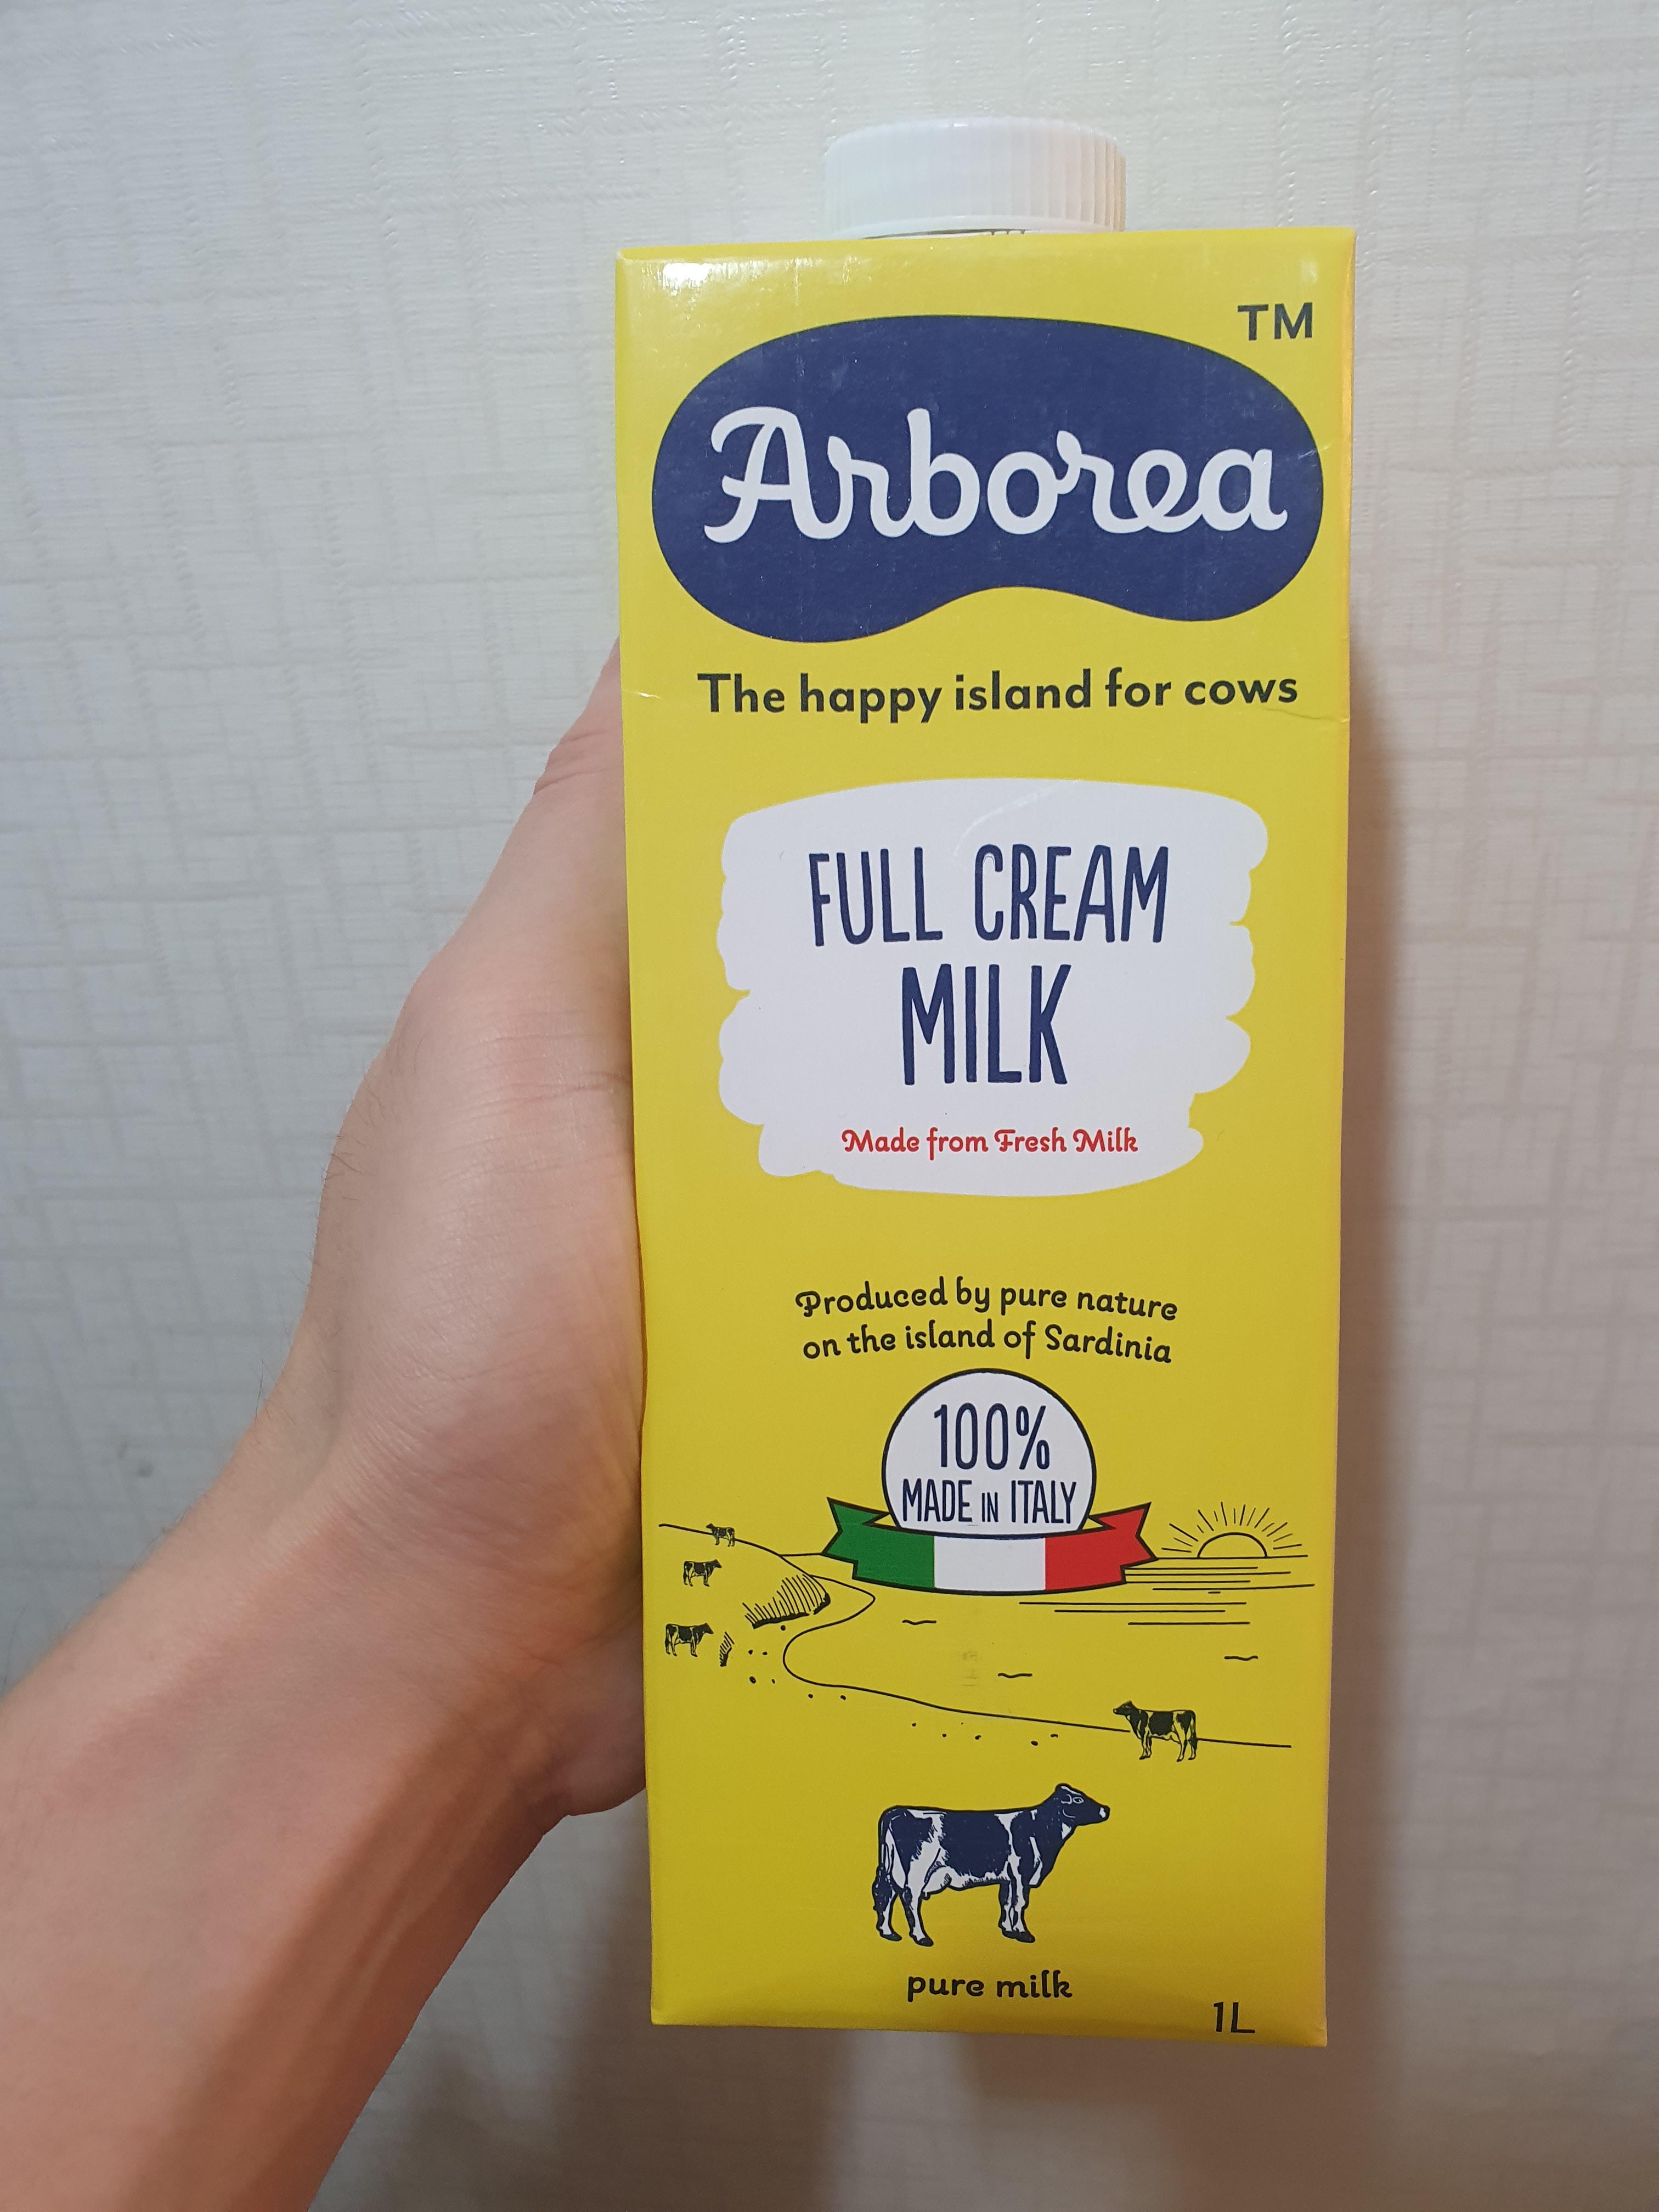 TM
Arborea
The happy island for cows
FULL CREAM
MILK
Made from Fresh Milk
Produced by pure nature
on the island of Sardinia
100%
MADE IN ITALY
pure milk
1L